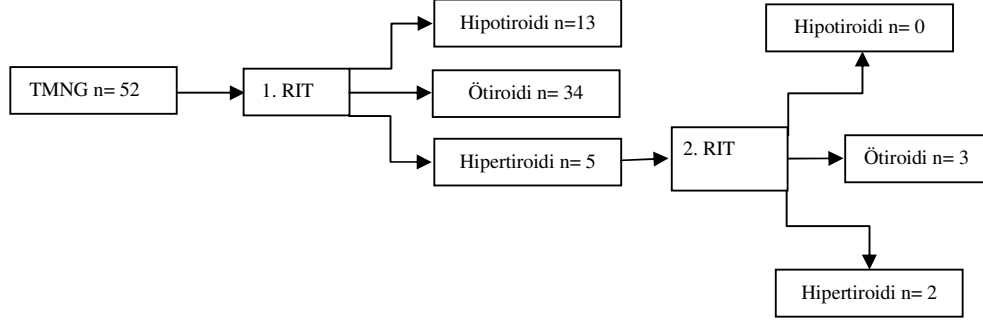 TMNG n= 52
1. RIT
Hipotiroidi n=13
Ötiroidi n= 34
Hipertiroidi n= 5
2. RIT
Hipotiroidi n= 0
Ötiroidi n= 3
Hipertiroidi n= 2